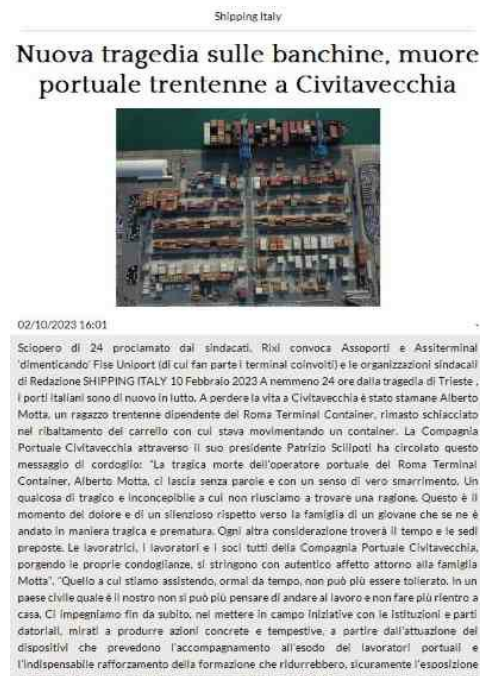 Shipping Italy
Nuova tragedia sulle banchine, muore
portuale trentenne a Civitavecchia
02/10/2023 16:01
-
Sciopero di 24 proclamato dai sindacati. Rixi convoca Assoporti e Assiterminal
'dimenticando' Fise Uniport (di cui fan parte i terminal coinvolti) e le organizzazioni sindacali
di Redazione SHIPPING ITALY 10 Febbraio 2023 A nemmeno 24 ore dalla tragedia di Trieste ,
i porti italiani sono di nuovo in lutto. A perdere la vita a Civitavecchia è stato stamane Alberto
Motta, un ragazzo trentenne dipendente del Roma Terminal Container, rimasto schiacciato
nel ribaltamento del carrello con cui stava movimentando un container. La Compagnia
Portuale Civitavecchia attraverso il suo presidente Patrizio Scilipoti ha circolato questo
messaggio di cordoglio: "La tragica morte dell'operatore portuale del Roma Terminal
Container, Alberto Motta, ci lascia senza parole e con un senso di vero smarrimento. Un
qualcosa di tragico e inconcepibile a cui non riusciamo a trovare una ragione. Questo è il
momento del dolore e di un silenzioso rispetto verso la famiglia di un giovane che se ne è
andato in maniera tragica e prematura. Ogni altra considerazione troverà il tempo e le sedi
preposte. Le lavoratrici, i lavoratori e i soci tutti della Compagnia Portuale Civitavecchia,
porgendo le proprie condoglianze, si stringono con autentico affetto attorno alla famiglia
Motta". "Quello a cui stiamo assistendo, ormai da tempo, non può più essere tollerato. In un
paese civile quale è il nostro non si può più pensare di andare al lavoro e non fare più rientro a
casa. Ci impegniamo fin da subito, nel mettere in campo iniziative con le istituzioni e parti
datoriali, mirati a produrre azioni concrete e tempestive, a partire dall'attuazione dei
dispositivi che prevedono l'accompagnamento all'esodo dei lavoratori portuali e
l'indispensabile rafforzamento della formazione che ridurrebbero, sicuramente l'esposizione